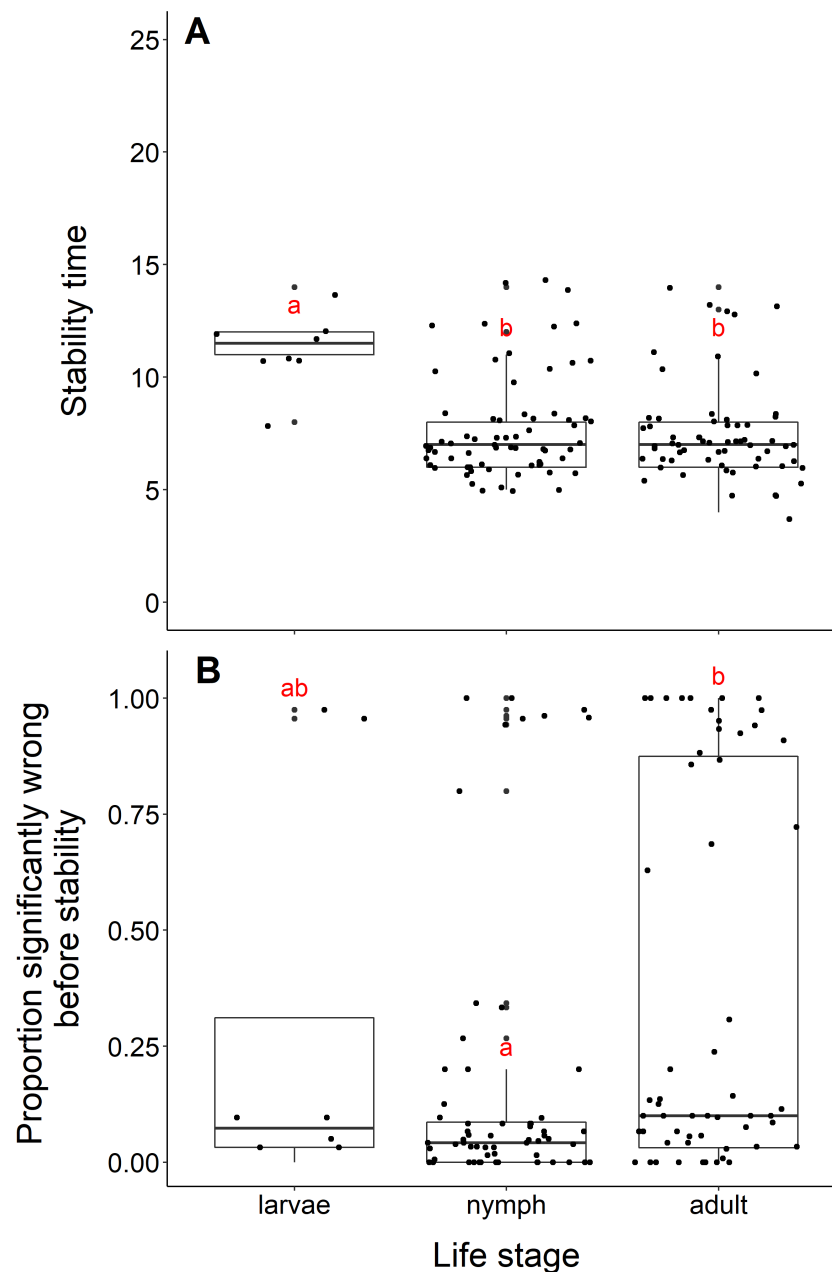 A
25
20
15
10
5
0
Stability time
a
b
b
B
1.00
0.75
0.50
0.25
0.00
Proportion significantly wrong
before stability
ab
a
b
larvae
nymph
adult
Life stage